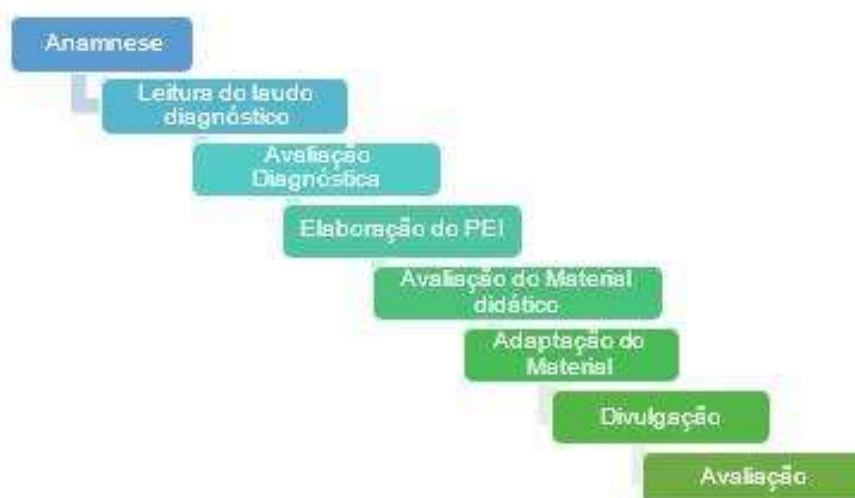 Anamnese
Leitura do laudo
diagnóstico
Avaliação
Diagnóstica
Elaboração do PEI
Avaliação do Material
didático
Adaptação do
Material
Divulgação
Avaliação